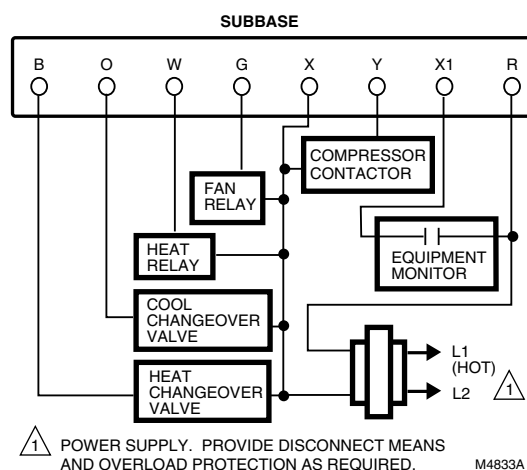 SUBBASE
B O W G X Y X1 R
COMPRESSOR
CONTACTOR
FAN
RELAY
EQUIPMENT
MONITOR
HEAT
RELAY
COOL
CHANGEOVER
VALVE
HEAT
CHANGEOVER
VALVE
L1
(HOT)
L2
1
1 POWER SUPPLY. PROVIDE DISCONNECT MEANS
AND OVERLOAD PROTECTION AS REQUIRED.
M4833A